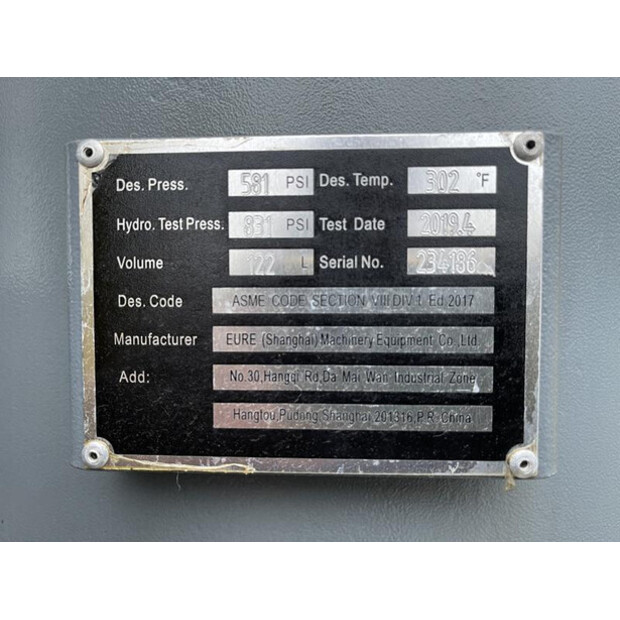 Des. Press. 581 PSI Des. Temp. 302 °F
Hydro. Test Press. 831 PSI Test Date 2019.4
Volume 122 L Serial No. 234186
Des. Code ASME CODE SECTION VIII.DIV.1 Ed.2017
Manufacturer EURE (Shanghai) Machinery Equipment Co.,Ltd.
Add: No.30,Hangqi Rd,Da Mai Wan Industrial Zone
Hangtou,Pudong,Shanghai,201316,P.R.China